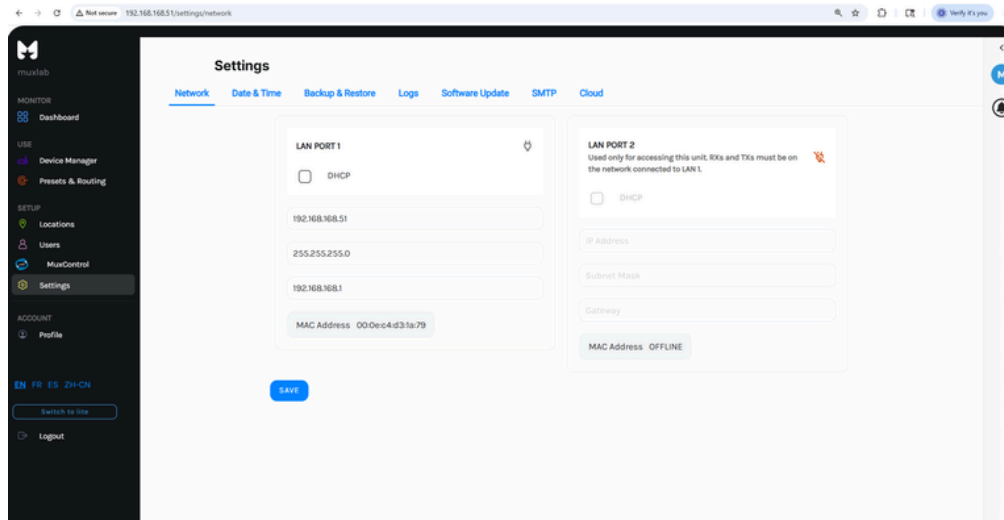 Not secure 192.168.168.51/settings/network
Verify it's you
muxlab
MONITOR
Dashboard
USE
Device Manager
Presets & Routing
SETUP
Locations
Users
MuxControl
Settings
ACCOUNT
Profile
EN FR ES ZH-CN
Switch to lite
Logout
Settings
Network Date & Time Backup & Restore Logs Software Update SMTP Cloud
LAN PORT 1
DHCP
192.168.168.51
255.255.255.0
192.168.168.1
MAC Address 00:0e:c4:d3:1a:79
LAN PORT 2
Used only for accessing this unit. RXs and TXs must be on
the network connected to LAN 1.
DHCP
IP Address
Subnet Mask
Gateway
MAC Address OFFLINE
SAVE
M